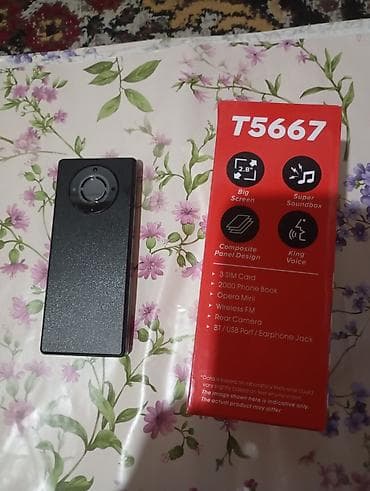 T5667
2.8"
Big
Screen
Super
Soundbox
Composite
Panel Design
King
Voice
• 3 SIM Card
• 2000 Phone Book
• Opera Mini
• Wireless FM
• Rear Camera
• BT / USB Port / Earphone Jack
The image shown here is indicative only.
The actual product may differ.